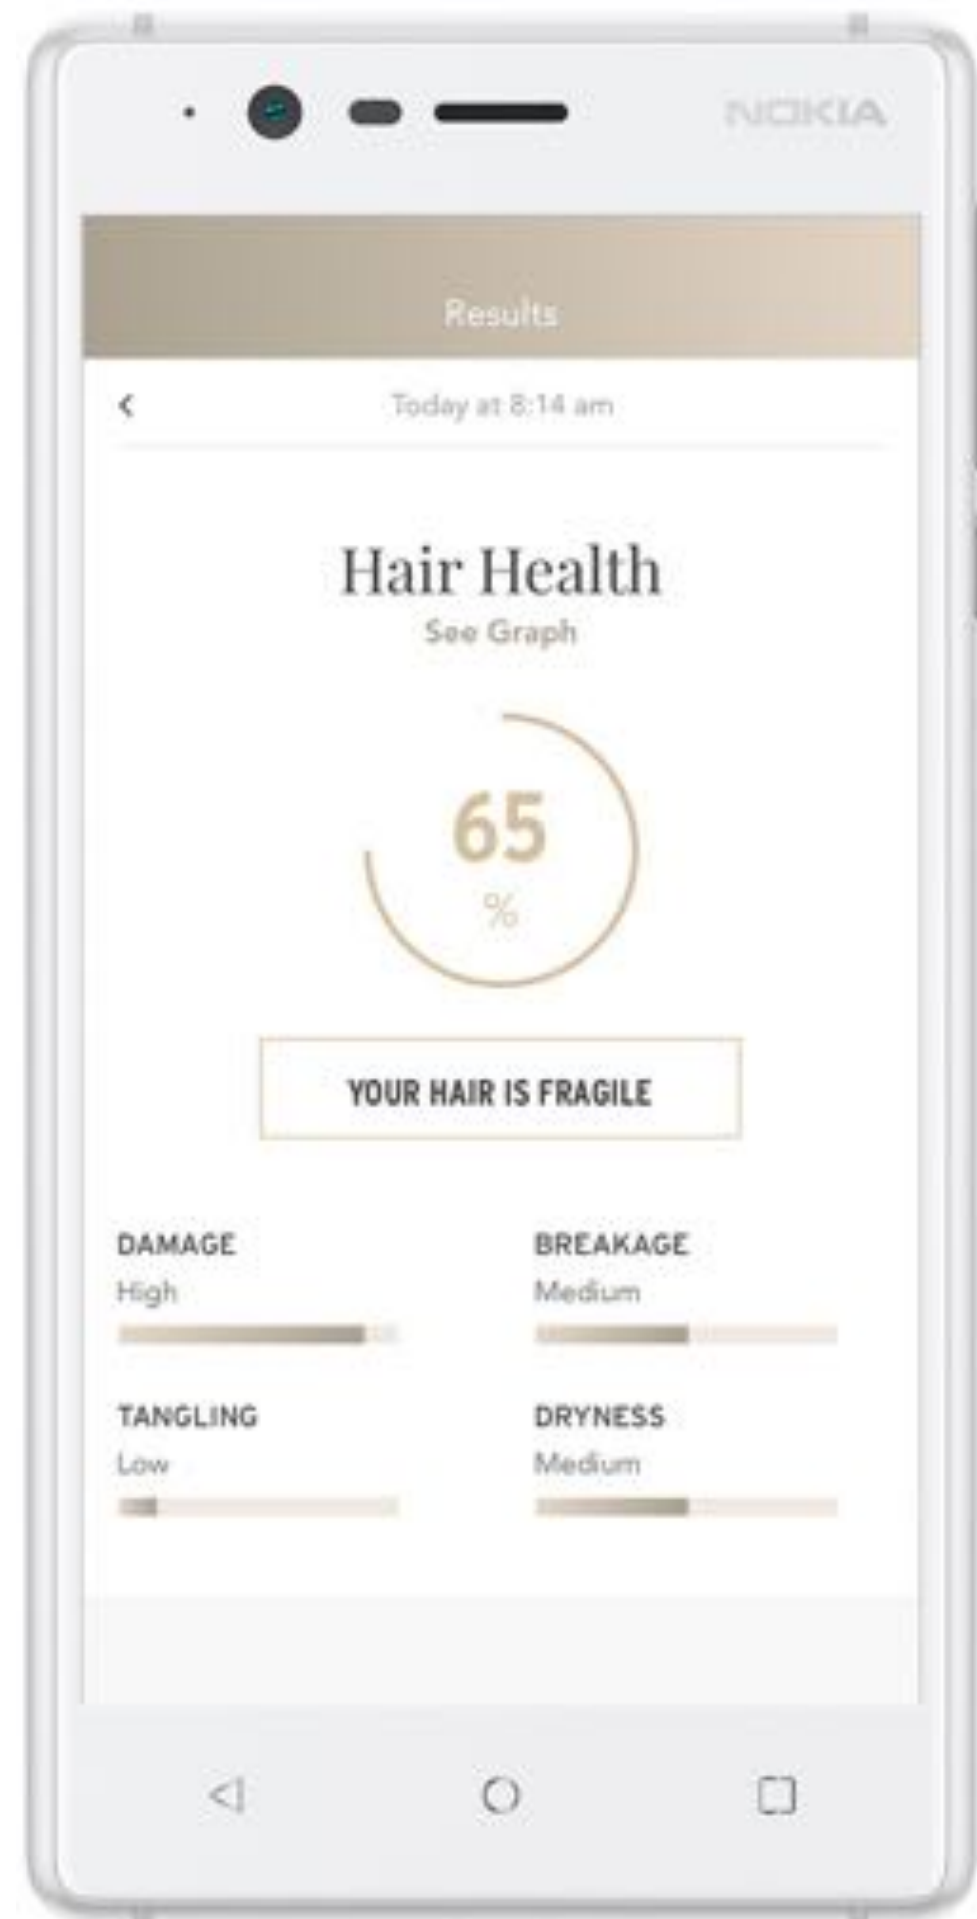 NOKIA
Results
Today at 8:14 am
Hair Health
See Graph
65
%
YOUR HAIR IS FRAGILE
DAMAGE
High
BREAKAGE
Medium
TANGLING
Low
DRYNESS
Medium